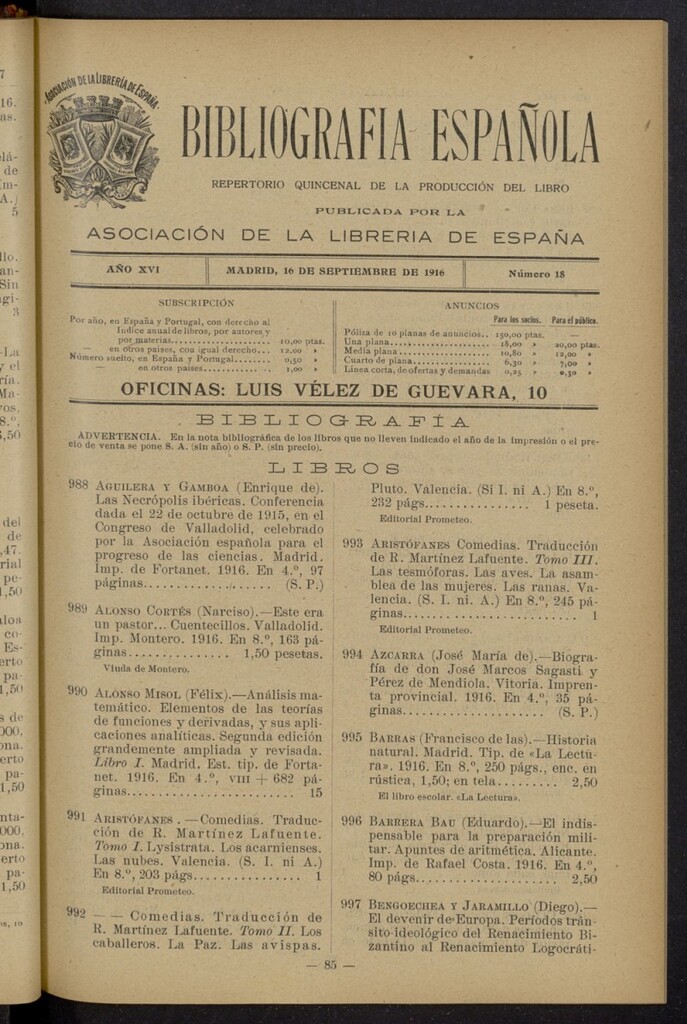 ASOCIACIÓN DE LA LIBRERÍA DE ESPAÑA
BIBLIOGRAFIA ESPAÑOLA
REPERTORIO QUINCENAL DE LA PRODUCCIÓN DEL LIBRO
PUBLICADA POR LA
ASOCIACIÓN DE LA LIBRERIA DE ESPAÑA
AÑO XVI
MADRID, 16 DE SEPTIEMBRE DE 1916
Número 18
SUBSCRIPCIÓN
Por año, en España y Portugal, con derecho al
Indice anual de libros, por autores y
por materias................. 10,00 ptas.
— en otros países, con igual derecho... 12.00 »
Número suelto, en España y Portugal....... 0,50 »
— en otros países............... 1,00 »
ANUNCIOS
Para los socios. Para el público.
Póliza de 10 planas de anuncios.. 150,00 ptas. —
Una plana................ 18,00 » 20,00 ptas.
Media plana.............. 10,80 » 12,00 »
Cuarto de plana.......... 6,30 » 7,00 »
Línea corta, de ofertas y demandas 0,25 » 0,30 »
OFICINAS: LUIS VÉLEZ DE GUEVARA, 10
BIBLIOGRAFÍA
ADVERTENCIA. En la nota bibliográfica de los libros que no lleven indicado el año de la impresión o el pre-
cio de venta se pone S. A. (sin año) o S. P. (sin precio).
LIBROS
988 AGUILERA Y GAMBOA (Enrique de).
Las Necrópolis ibéricas. Conferencia
dada el 22 de octubre de 1915, en el
Congreso de Valladolid, celebrado
por la Asociación española para el
progreso de las ciencias. Madrid.
Imp. de Fortanet. 1916. En 4.º, 97
páginas................ (S. P.)
989 ALONSO CORTÉS (Narciso).—Este era
un pastor... Cuentecillos. Valladolid.
Imp. Montero. 1916. En 8.º, 163 pá-
ginas............... 1,50 pesetas.
Viuda de Montero.
990 ALONSO MISOL (Félix).—Análisis ma-
temático. Elementos de las teorías
de funciones y derivadas, y sus apli-
caciones analíticas. Segunda edición
grandemente ampliada y revisada.
Libro I. Madrid. Est. tip. de Forta-
net. 1916. En 4.º, VIII + 682 pá-
ginas...................... 15
991 ARISTÓFANES.—Comedias. Traduc-
ción de R. Martínez Lafuente.
Tomo I. Lysistrata. Los acarnienses.
Las nubes. Valencia. (S. I. ni A.)
En 8.º, 203 págs.............. 1
Editorial Prometeo.
992 — — Comedias. Traducción de
R. Martínez Lafuente. Tomo II. Los
caballeros. La Paz. Las avispas.
Pluto. Valencia. (Sí I. ni A.) En 8.º,
232 págs................ 1 peseta.
Editorial Prometeo.
993 ARISTÓFANES Comedias. Traducción
de R. Martínez Lafuente. Tomo III.
Las tesmóforas. Las aves. La asam-
blea de las mujeres. Las ranas. Va-
lencia. (S. I. ni. A.) En 8.º, 245 pá-
ginas...................... 1
Editorial Prometeo.
994 AZCARRA (José María de).—Biogra-
fía de don José Marcos Sagasti y
Pérez de Mendiola. Vitoria. Impren-
ta provincial. 1916. En 4.º, 35 pá-
ginas................. (S. P.)
995 BARRAS (Francisco de las).—Historia
natural. Madrid. Tip. de «La Lectu-
ra». 1916. En 8.º, 250 págs., enc. en
rústica, 1,50; en tela.......... 2,50
El libro escolar. «La Lectura».
996 BARRERA BAU (Eduardo).—El indis-
pensable para la preparación mili-
tar. Apuntes de aritmética. Alicante.
Imp. de Rafael Costa. 1916. En 4.º,
80 págs.................... 2,50
997 BENGOECHEA Y JARAMILLO (Diego).—
El devenir de Europa. Períodos trán-
sito-ideológico del Renacimiento Bi-
zantino al Renacimiento Logocráti-
— 85 —